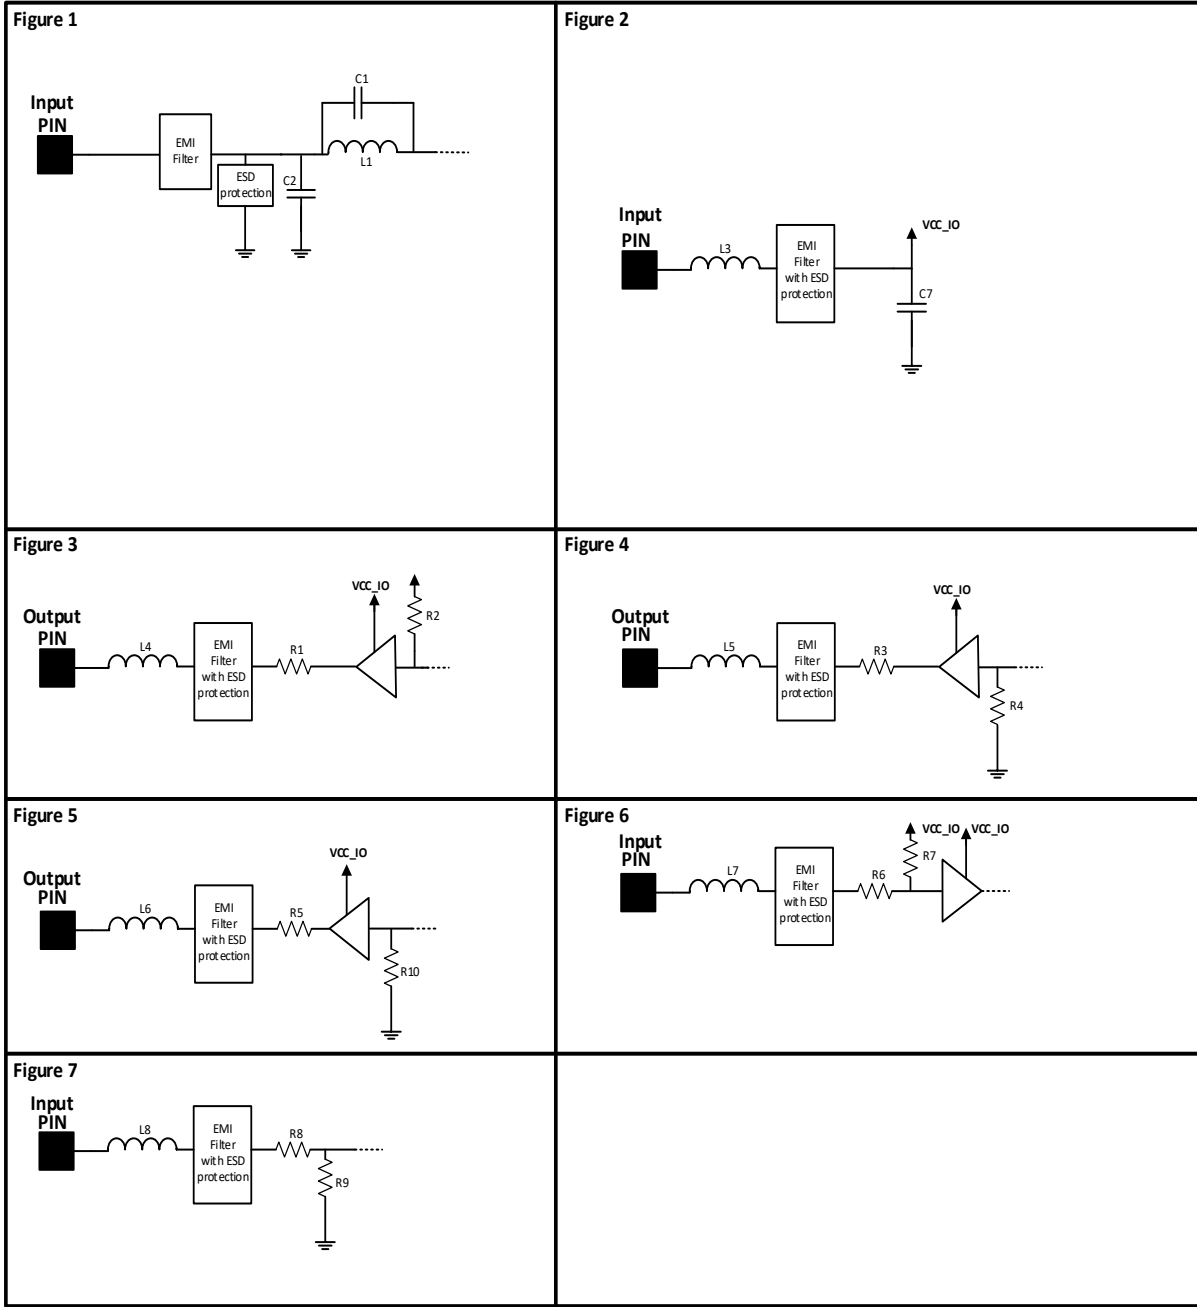 Figure 1
Input
PIN
EMI
Filter
ESD
protection
C2
C1
L1
Figure 2
Input
PIN
L3
EMI
Filter
with ESD
protection
VCC_IO
C7
Figure 3
Output
PIN
L4
EMI
Filter
with ESD
protection
R1
VCC_IO
R2
Figure 4
Output
PIN
L5
EMI
Filter
with ESD
protection
R3
VCC_IO
R4
Figure 5
Output
PIN
L6
EMI
Filter
with ESD
protection
R5
VCC_IO
R10
Figure 6
Input
PIN
L7
EMI
Filter
with ESD
protection
R6
VCC_IO
R7
VCC_IO
Figure 7
Input
PIN
L8
EMI
Filter
with ESD
protection
R8
R9